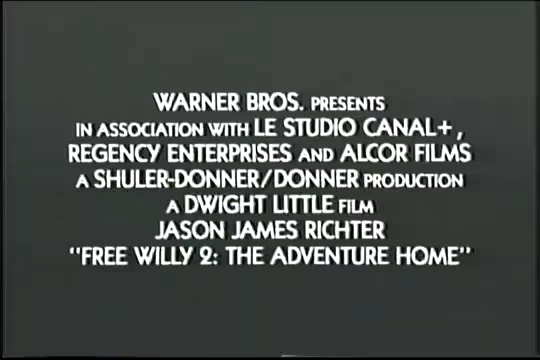 WARNER BROS. PRESENTS
IN ASSOCIATION WITH LE STUDIO CANAL+,
REGENCY ENTERPRISES AND ALCOR FILMS
A SHULER-DONNER/DONNER PRODUCTION
A DWIGHT LITTLE FILM
JASON JAMES RICHTER
"FREE WILLY 2: THE ADVENTURE HOME"